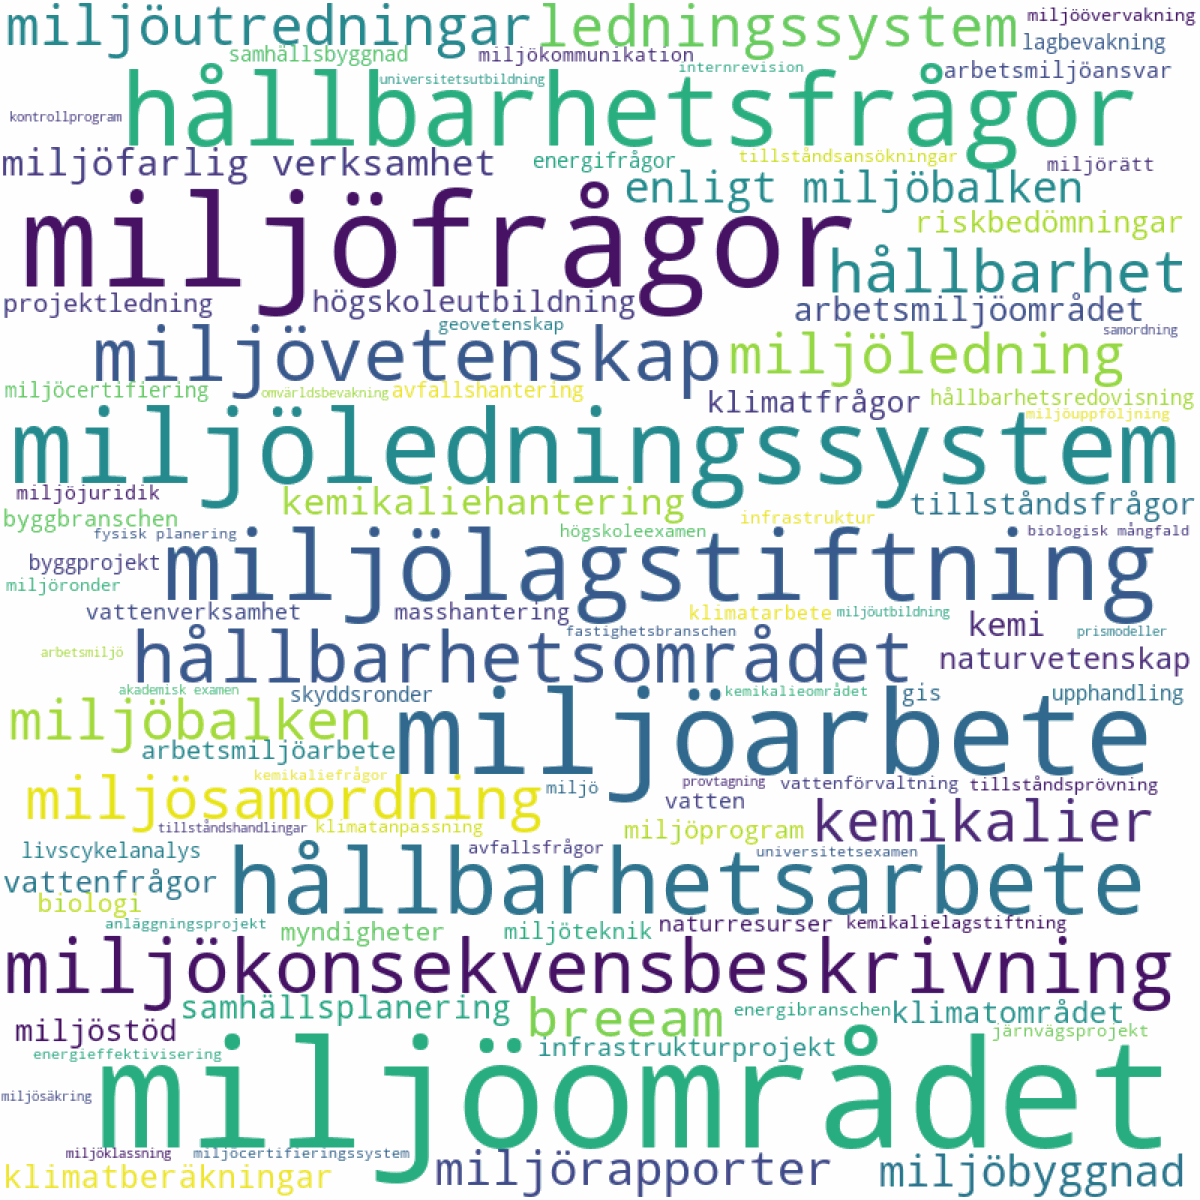 miljöutredningar
ledningssystem
miljöövervakning
lagbevakning
samhällsbyggnad
miljökommunikation
internrevision
arbetsmiljöansvar
universitetsutbildning
hållbarhetsfrågor
kontrollprogram
miljöfarlig verksamhet
energifrågor
tillståndsansökningar
miljörätt
enligt miljöbalken
miljöfrågor
riskbedömningar
hållbarhet
projektledning
högskoleutbildning
arbetsmiljöområdet
geovetenskap
samordning
miljövetenskap
miljöledning
miljöcertifiering
omvärldsbevakning
avfallshantering
klimatfrågor
hållbarhetsredovisning
miljöuppföljning
miljöledningssystem
miljöjuridik
kemikaliehantering
tillståndsfrågor
byggbranschen
infrastruktur
fysisk planering
högskoleexamen
biologisk mångfald
miljölagstiftning
byggprojekt
miljöronder
vattenverksamhet
masshantering
klimatarbete
miljöutbildning
kemi
prismodeller
fastighetsbranschen
arbetsmiljö
hållbarhetsområdet
naturvetenskap
akademisk examen
skyddsronder
kemikalieområdet
gis
upphandling
miljöbalken
miljöarbete
arbetsmiljöarbete
kemikaliefrågor
miljösamordning
miljö
provtagning
vattenförvaltning
tillståndsprövning
vatten
tillståndshandlingar
klimatanpassning
miljöprogram
kemikalier
livscykelanalys
avfallsfrågor
universitetsexamen
vattenfrågor
hållbarhetsarbete
biologi
anläggningsprojekt
myndigheter
miljöteknik
naturresurser
kemikalielagstiftning
miljökonsekvensbeskrivning
samhällsplanering
breeam
energibranschen
klimatområdet
miljöstöd
järnvägsprojekt
energieffektivisering
infrastrukturprojekt
miljöområdet
miljösäkring
miljöklassning
miljöcertifieringssystem
klimatberäkningar
miljörapporter
miljöbyggnad